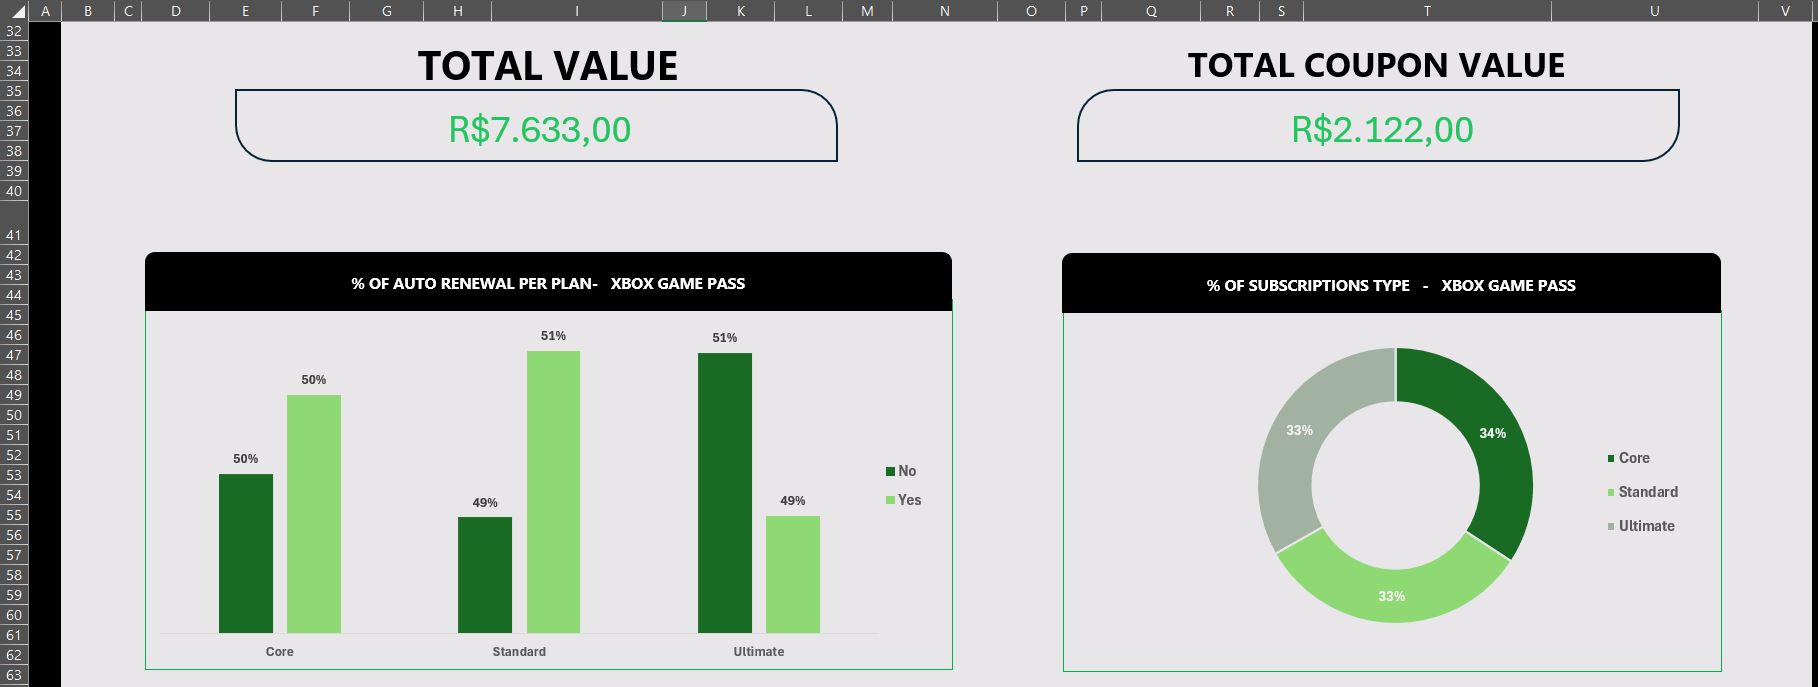 A B C D E F G H I J K L M N O P Q R S T U V
32
33
34
35
36
37
38
39
40
41
42
43
44
45
46
47
48
49
50
51
52
53
54
55
56
57
58
59
60
61
62
63
TOTAL VALUE
R$7.633,00
TOTAL COUPON VALUE
R$2.122,00
% OF AUTO RENEWAL PER PLAN- XBOX GAME PASS
50%
50%
49%
51%
51%
49%
Core
Standard
Ultimate
No
Yes
% OF SUBSCRIPTIONS TYPE - XBOX GAME PASS
33%
34%
33%
Core
Standard
Ultimate